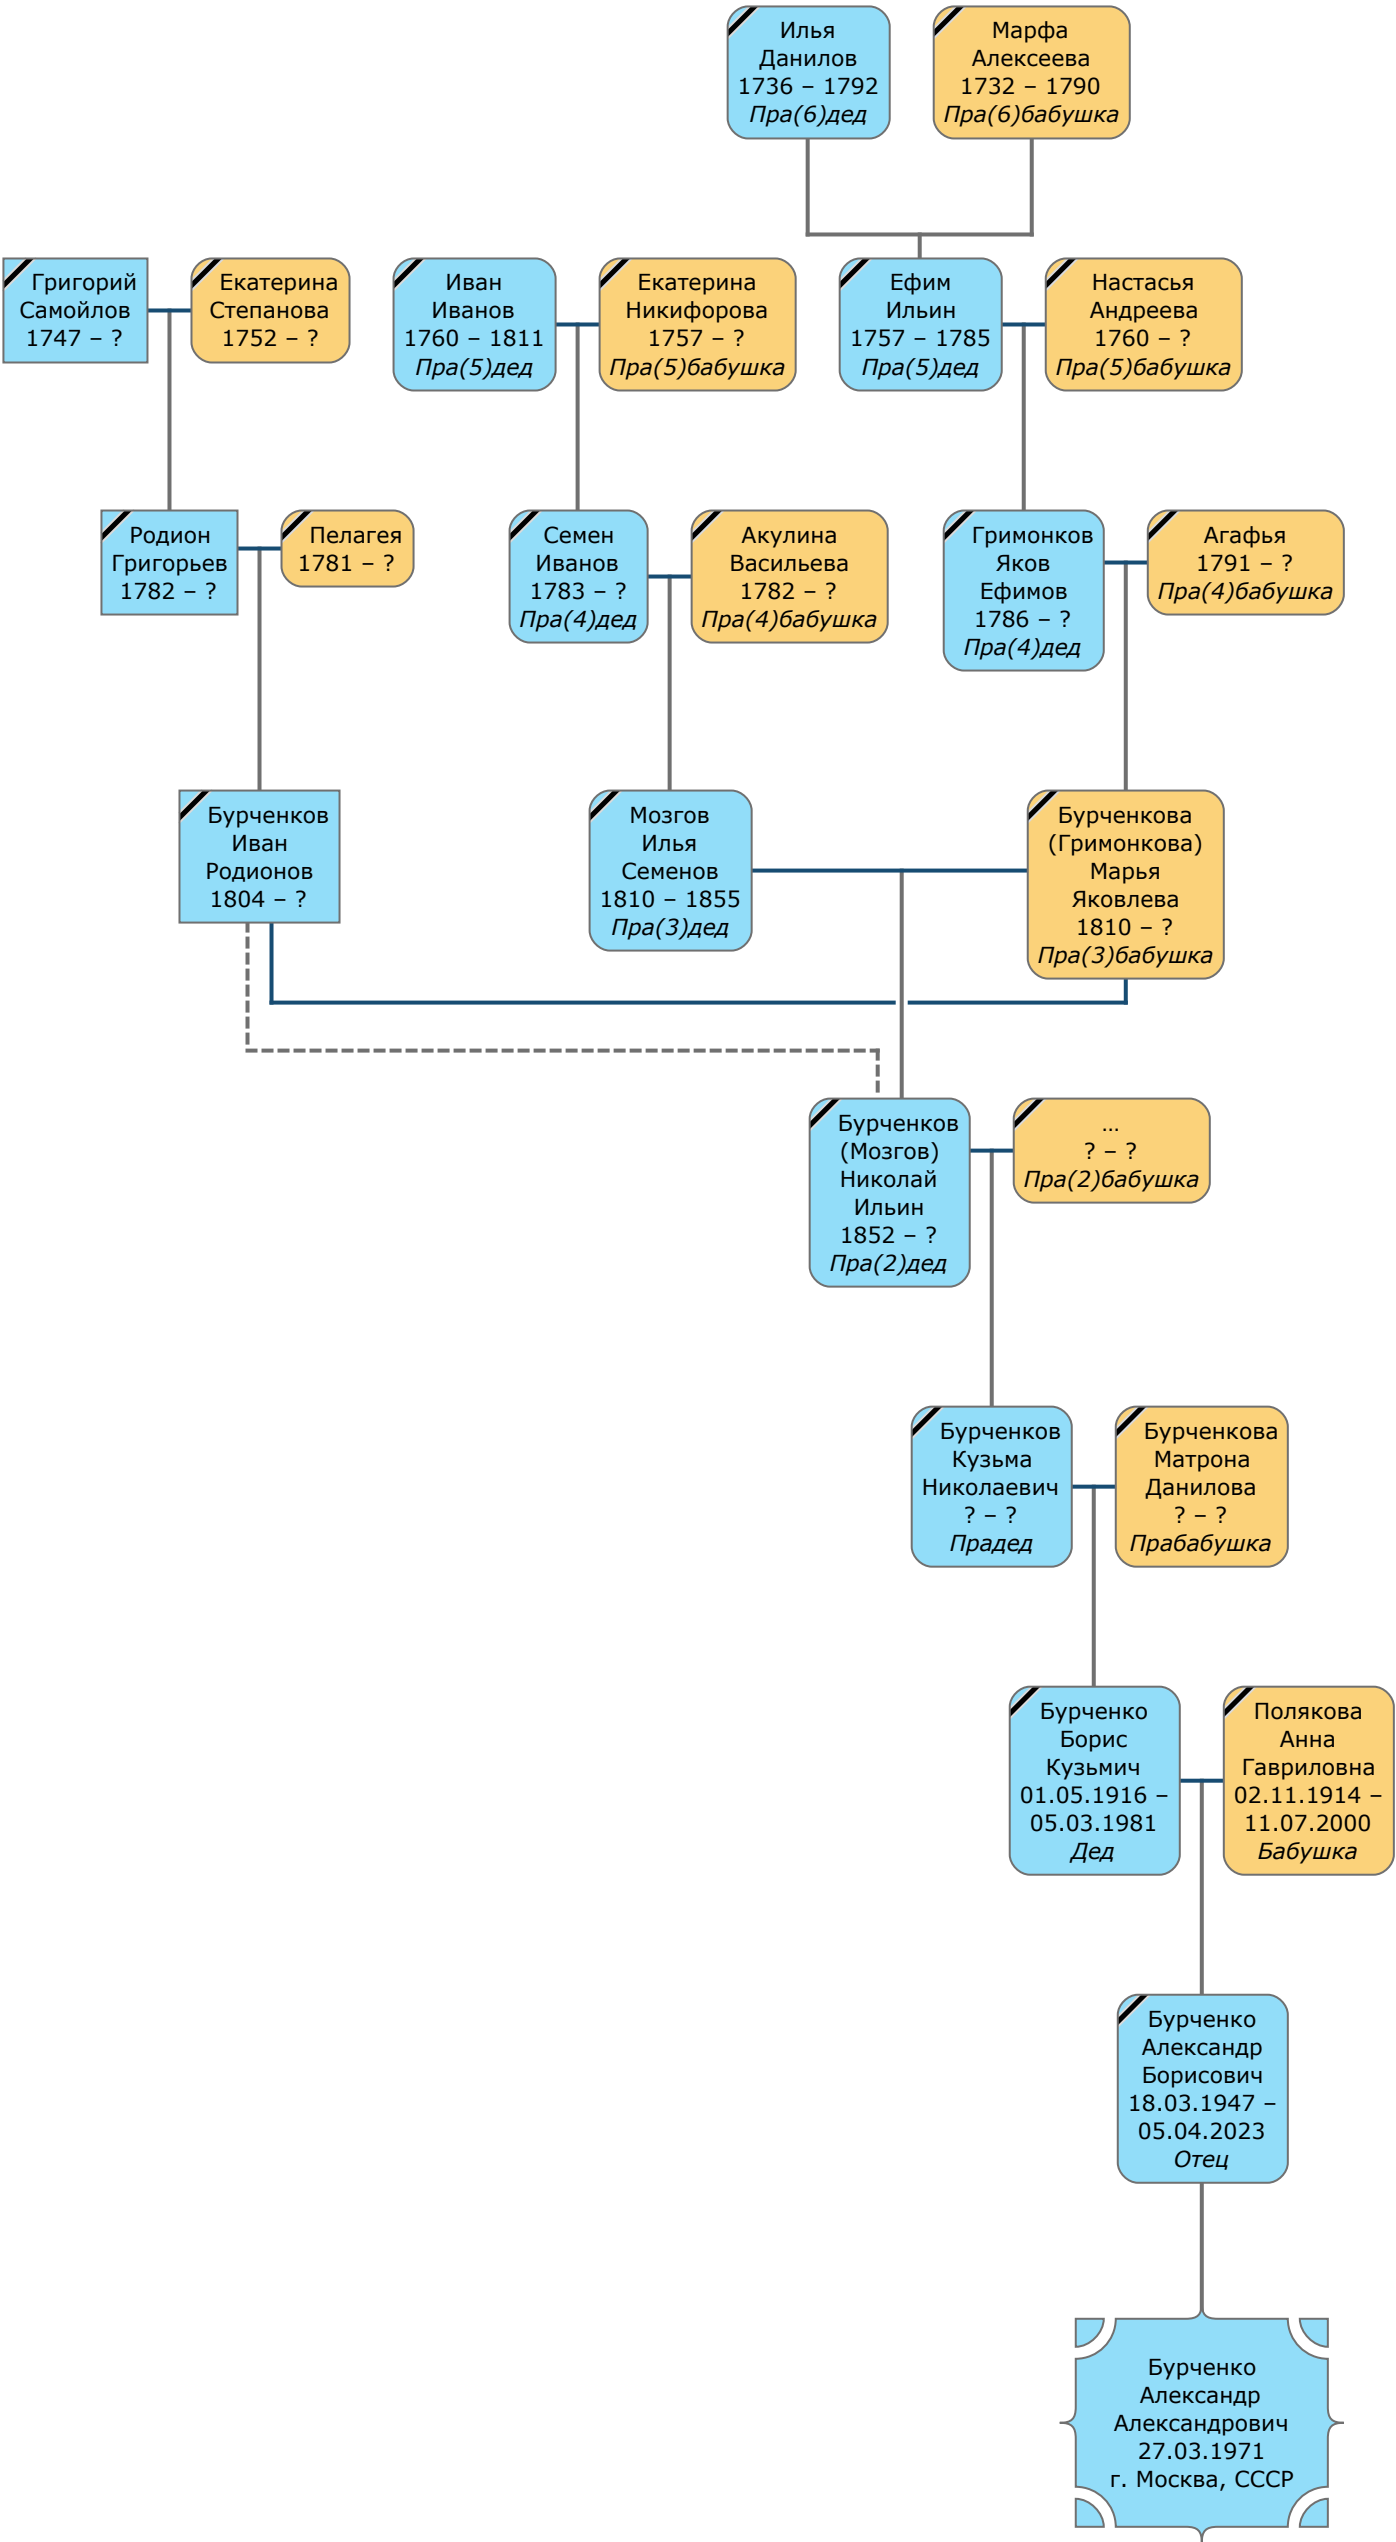 Илья
Данилов
1736 – 1792
Пра(6)дед
Марфа
Алексеева
1732 – 1790
Пра(6)бабушка
Григорий
Самойлов
1747 – ?
Екатерина
Степанова
1752 – ?
Иван
Иванов
1760 – 1811
Пра(5)дед
Екатерина
Никифорова
1757 – ?
Пра(5)бабушка
Ефим
Ильин
1757 – 1785
Пра(5)дед
Настасья
Андреева
1760 – ?
Пра(5)бабушка
Родион
Григорьев
1782 – ?
Пелагея
1781 – ?
Семен
Иванов
1783 – ?
Пра(4)дед
Акулина
Васильева
1782 – ?
Пра(4)бабушка
Гримонков
Яков
Ефимов
1786 – ?
Пра(4)дед
Агафья
1791 – ?
Пра(4)бабушка
Бурченков
Иван
Родионов
1804 – ?
Мозгов
Илья
Семенов
1810 – 1855
Пра(3)дед
Бурченкова
(Гримонкова)
Марья
Яковлева
1810 – ?
Пра(3)бабушка
Бурченков
(Мозгов)
Николай
Ильин
1852 – ?
Пра(2)дед
...
? – ?
Пра(2)бабушка
Бурченков
Кузьма
Николаевич
? – ?
Прадед
Бурченкова
Матрона
Данилова
? – ?
Прабабушка
Бурченко
Борис
Кузьмич
01.05.1916 –
05.03.1981
Дед
Полякова
Анна
Гавриловна
02.11.1914 –
11.07.2000
Бабушка
Бурченко
Александр
Борисович
18.03.1947 –
05.04.2023
Отец
Бурченко
Александр
Александрович
27.03.1971
г. Москва, СССР